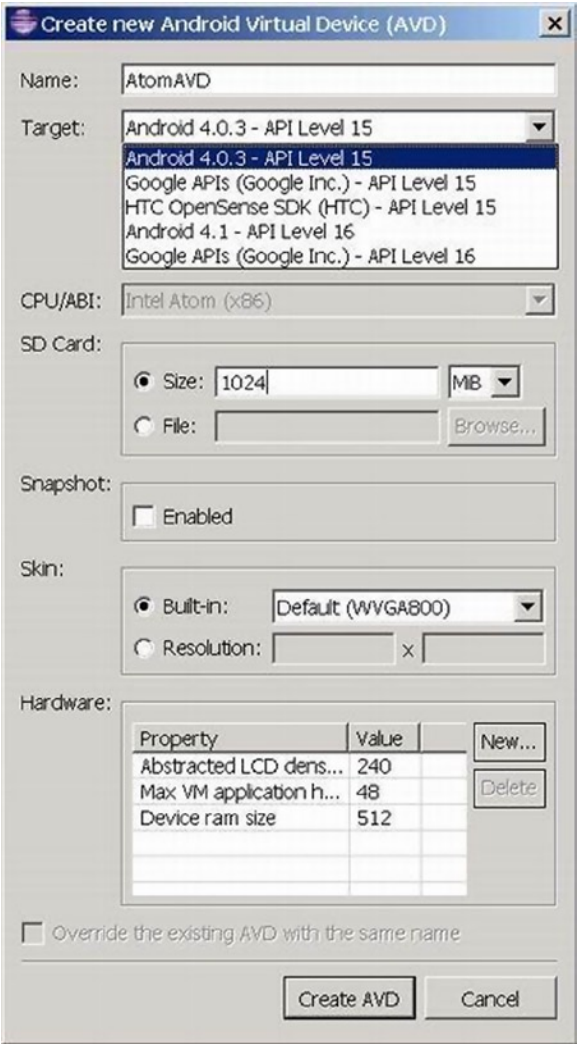 Create new Android Virtual Device (AVD)
Name: AtomAVD
Target: Android 4.0.3 - API Level 15
Android 4.0.3 - API Level 15
Google APIs (Google Inc.) - API Level 15
HTC OpenSense SDK (HTC) - API Level 15
Android 4.1 - API Level 16
Google APIs (Google Inc.) - API Level 16
CPU/ABI: Intel Atom (x86)
SD Card:
Size: 1024 MiB
File: Browse...
Snapshot:
Enabled
Skin:
Built-in: Default (WVGA800)
Resolution: x
Hardware:
Property Value New...
Abstracted LCD dens... 240 Delete
Max VM application h... 48
Device ram size 512
Override the existing AVD with the same name
Create AVD Cancel